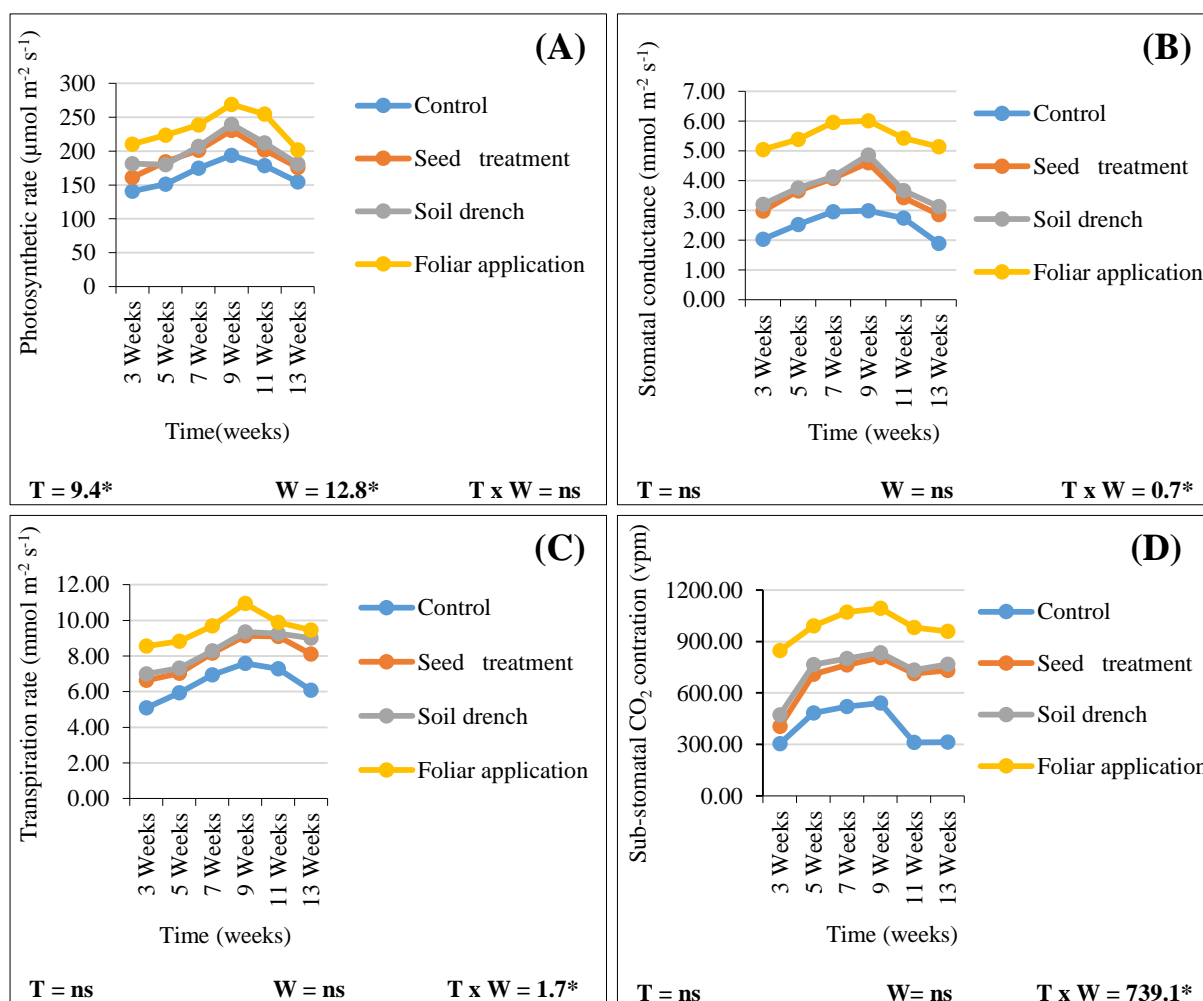 (A)
Photosynthetic rate (µmol m⁻² s⁻¹)
300
250
200
150
100
50
0
3 Weeks
5 Weeks
7 Weeks
9 Weeks
11 Weeks
13 Weeks
Time(weeks)
Control
Seed treatment
Soil drench
Foliar application
T = 9.4* W = 12.8* T x W = ns
(B)
Stomatal conductance (mmol m⁻² s⁻¹)
7.00
6.00
5.00
4.00
3.00
2.00
1.00
0.00
3 Weeks
5 Weeks
7 Weeks
9 Weeks
11 Weeks
13 Weeks
Time (weeks)
Control
Seed treatment
Soil drench
Foliar application
T = ns W = ns T x W = 0.7*
(C)
Transpiration rate (mmol m⁻² s⁻¹)
12.00
10.00
8.00
6.00
4.00
2.00
0.00
3 Weeks
5 Weeks
7 Weeks
9 Weeks
11 Weeks
13 Weeks
Time (weeks)
Control
Seed treatment
Soil drench
Foliar application
T = ns W = ns T x W = 1.7*
(D)
Sub-stomatal CO₂ contration (vpm)
1200.00
900.00
600.00
300.00
0.00
3 Weeks
5 Weeks
7 Weeks
9 Weeks
11 Weeks
13 Weeks
Time (weeks)
Control
Seed treatment
Soil drench
Foliar application
T = ns W= ns T x W = 739.1*